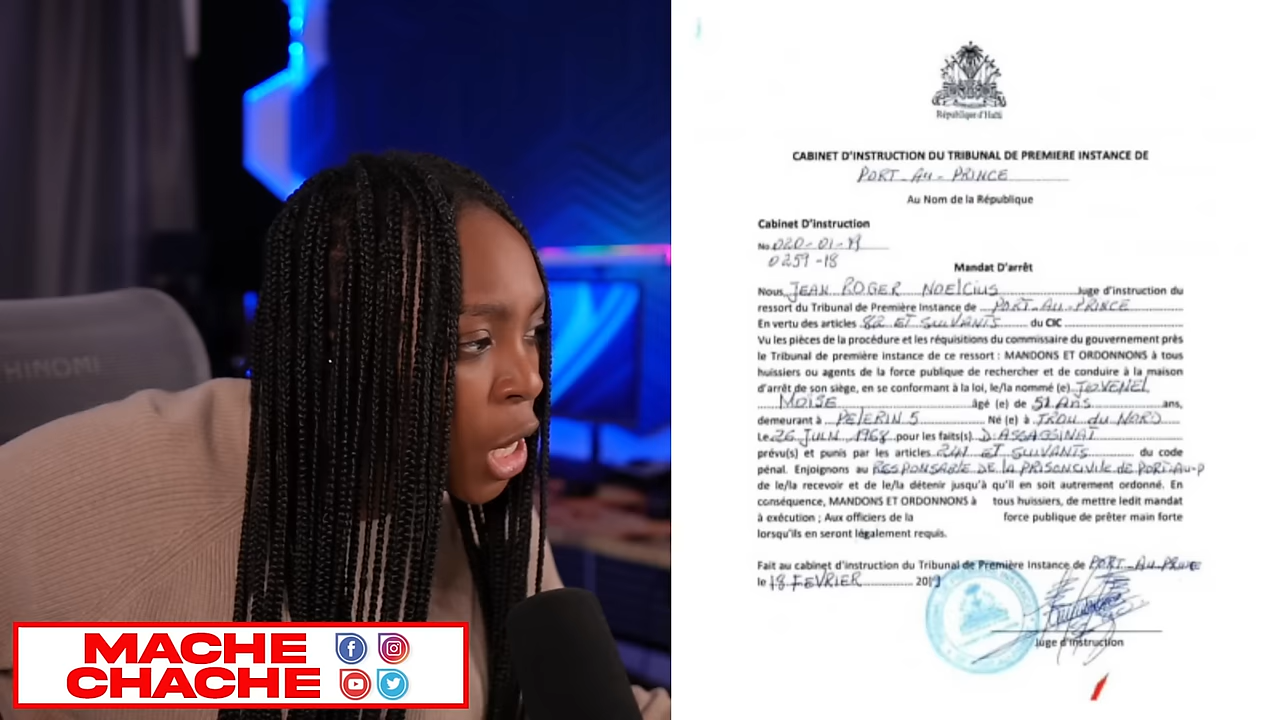 HINOMI
MACHE
CHACHE
République d'Haïti
CABINET D'INSTRUCTION DU TRIBUNAL DE PREMIERE INSTANCE DE
PORT-AU-PRINCE
Au Nom de la République
Cabinet D'instruction
No 020-01-19
0259-18
Mandat D'arrêt
Nous JEAN ROGER NOELCIUS Juge d'instruction du
ressort du Tribunal de Première Instance de PORT-AU-PRINCE
En vertu des articles 82 ET SUIVANTS du CIC
Vu les pièces de la procédure et les réquisitions du commissaire du gouvernement près
le Tribunal de première instance de ce ressort : MANDONS ET ORDONNONS à tous
huissiers ou agents de la force publique de rechercher et de conduire à la maison
d'arrêt de son siège, en se conformant à la loi, le/la nommé (e) JOVENEL
MOISE âgé (e) de 51 Ans ans,
demeurant à PELERIN 5 Né (e) à TROU DU NORD
Le 26 JUIN 1968 pour les faits(s) D'ASSASSINAT
prévu(s) et punis par les articles 241 ET SUIVANTS du code
pénal. Enjoignons au RESPONSABLE DE LA PRISON CIVILE de PORT-AU-P
de le/la recevoir et de le/la détenir jusqu'à qu'il en soit autrement ordonné. En
conséquence, MANDONS ET ORDONNONS à tous huissiers, de mettre ledit mandat
à exécution ; Aux officiers de la force publique de prêter main forte
lorsqu'ils en seront légalement requis.
Fait au cabinet d'instruction du Tribunal de Première Instance de PORT-AU-PRINCE
le 18 FEVRIER 2019
Juge d'instruction